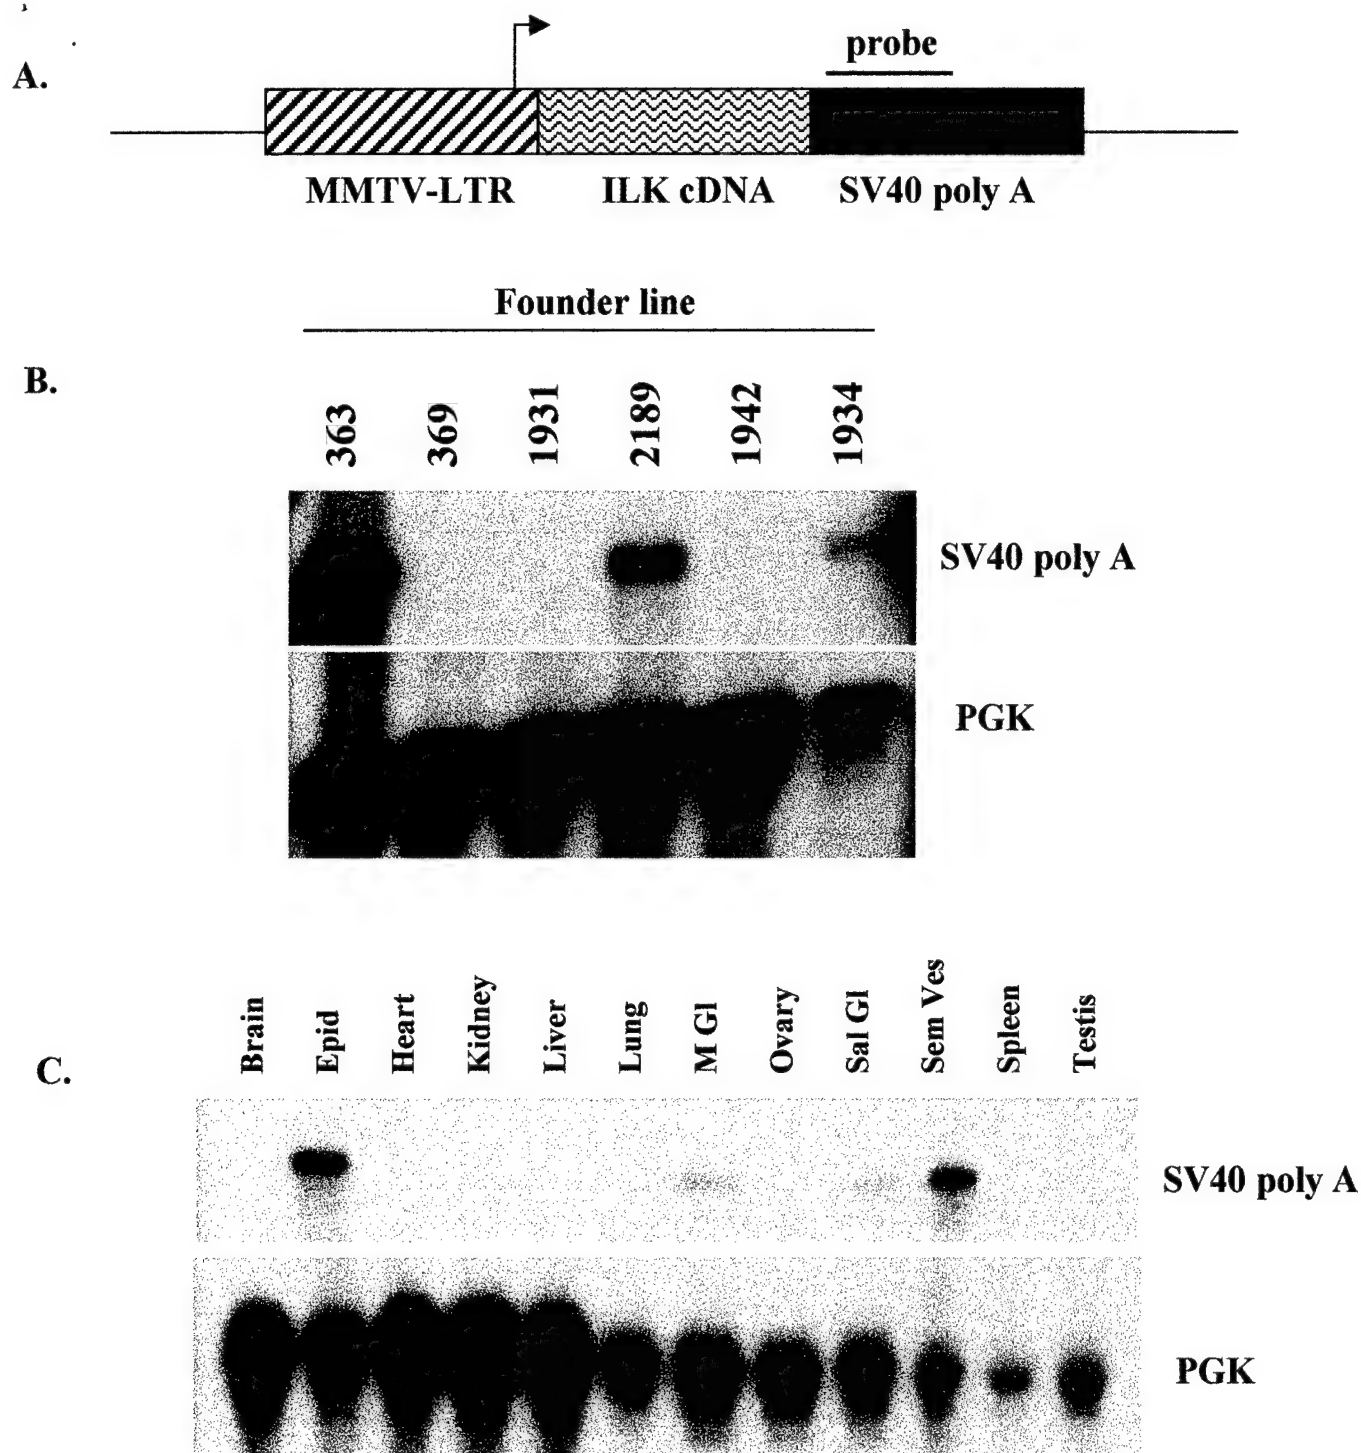 A.
probe
MMTV-LTR ILK cDNA SV40 poly A
Founder line
B.
363 369 1931 2189 1942 1934
SV40 poly A
PGK
C.
Brain Epid Heart Kidney Liver Lung M Gl Ovary Sal Gl Sem Ves Spleen Testis
SV40 poly A
PGK